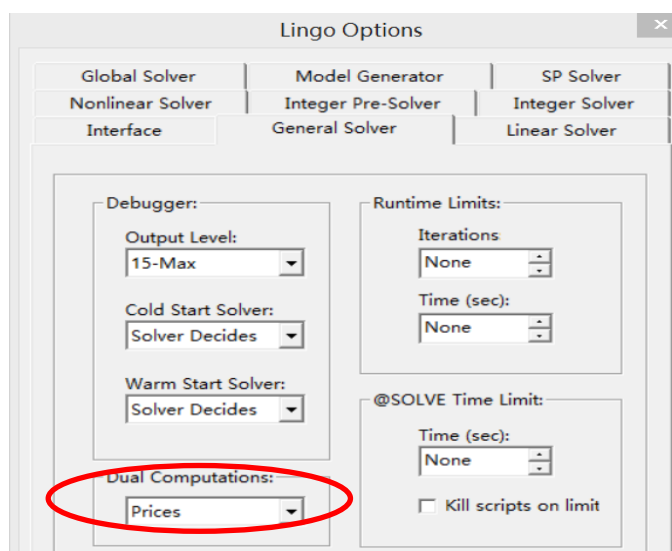 Lingo Options
Global Solver
Model Generator
SP Solver
Nonlinear Solver
Integer Pre-Solver
Integer Solver
Interface
General Solver
Linear Solver
Debugger:
Output Level:
15-Max
Cold Start Solver:
Solver Decides
Warm Start Solver:
Solver Decides
Dual Computations:
Prices
Runtime Limits:
Iterations
None
Time (sec):
None
@SOLVE Time Limit:
Time (sec):
None
Kill scripts on limit